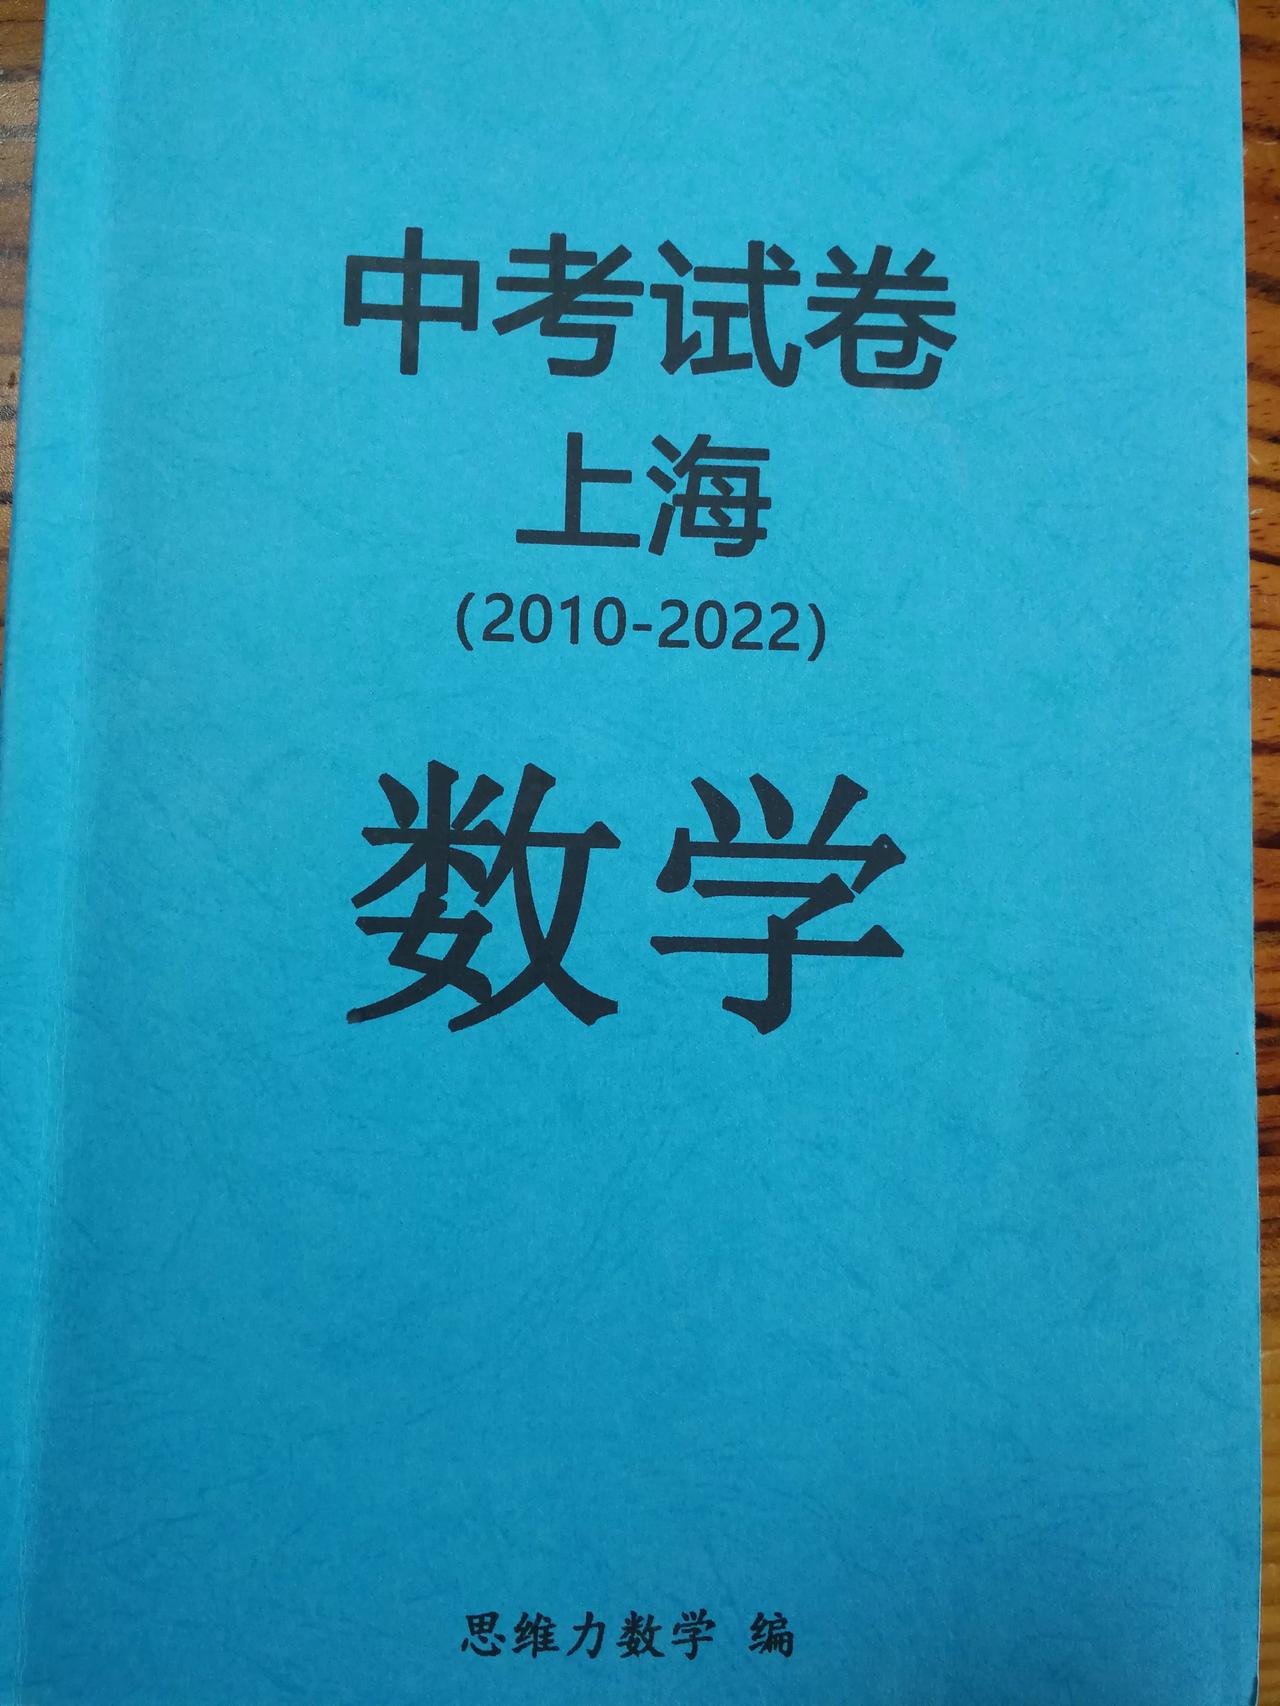 中考试卷
上海
(2010-2022)
数学
思维力数学 编